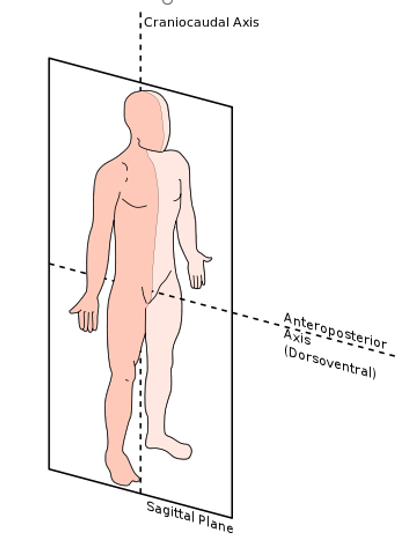 Craniocaudal Axis
Anteroposterior
Axis
(Dorsoventral)
Sagittal Plane